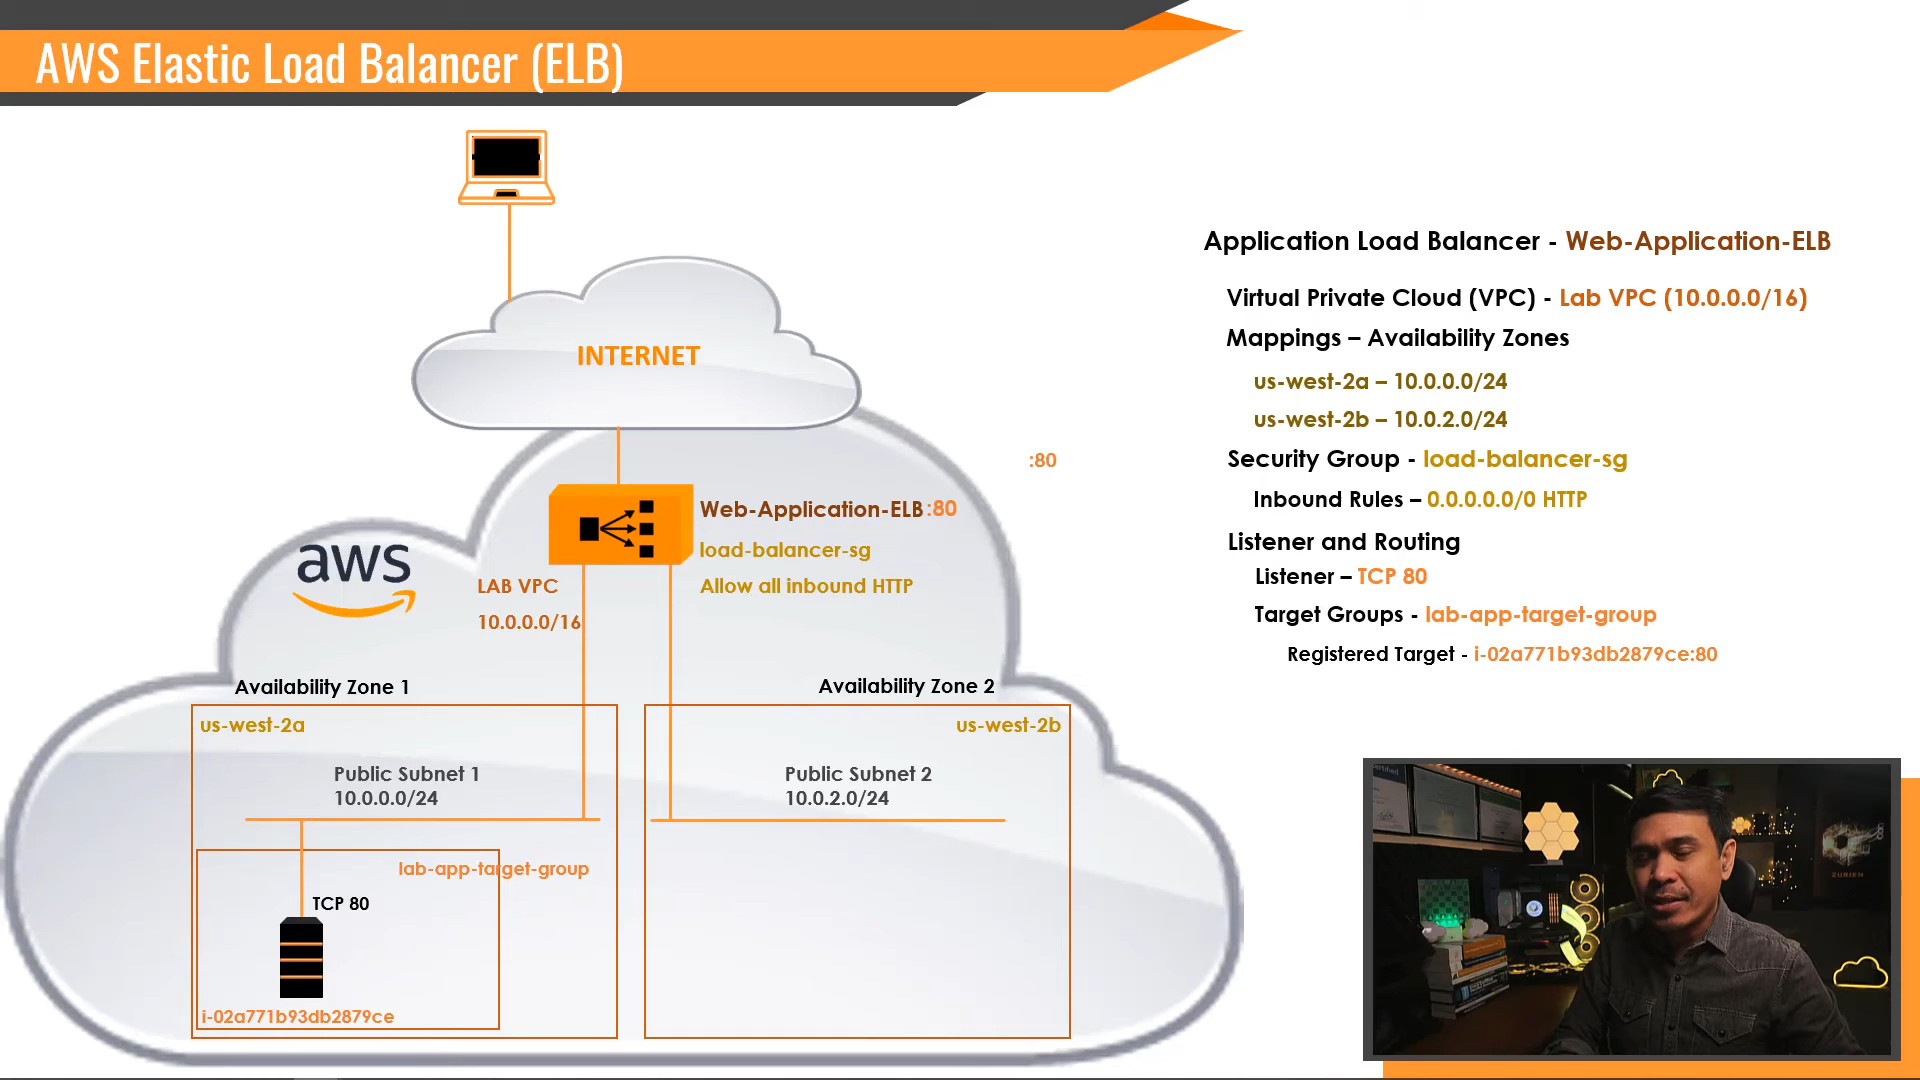 AWS Elastic Load Balancer (ELB)
INTERNET
:80
Web-Application-ELB:80
load-balancer-sg
Allow all inbound HTTP
aws
LAB VPC
10.0.0.0/16
Availability Zone 1
us-west-2a
Public Subnet 1
10.0.0.0/24
lab-app-target-group
TCP 80
i-02a771b93db2879ce
Availability Zone 2
us-west-2b
Public Subnet 2
10.0.2.0/24
Application Load Balancer - Web-Application-ELB
Virtual Private Cloud (VPC) - Lab VPC (10.0.0.0/16)
Mappings – Availability Zones
us-west-2a – 10.0.0.0/24
us-west-2b – 10.0.2.0/24
Security Group - load-balancer-sg
Inbound Rules – 0.0.0.0.0/0 HTTP
Listener and Routing
Listener – TCP 80
Target Groups - lab-app-target-group
Registered Target - i-02a771b93db2879ce:80